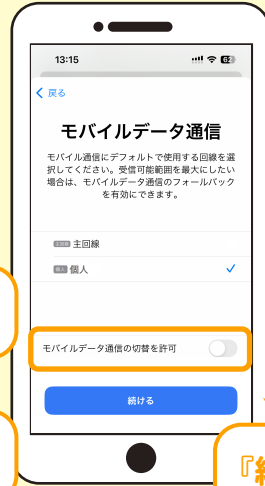 13:15
62
戻る
モバイルデータ通信
モバイル通信にデフォルトで使用する回線を選
択してください。受信可能範囲を最大にしたい
場合は、モバイルデータ通信のフォールバック
を有効にできます。
主回線 主回線
個人 個人
モバイルデータ通信の切替を許可
続ける
『続